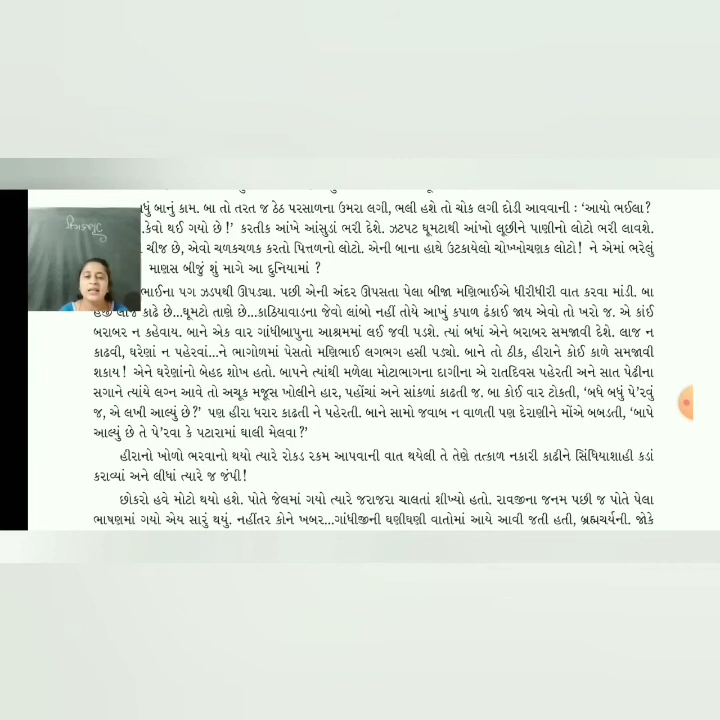 બાનું કામ. બા તો તરત જ ઠેઠ પરસાળના ઉમરા લગી, ભલી હશે તો ચોક લગી દોડી આવવાની : ‘આયો ભઈલા?
કેવો થઈ ગયો છે !’ કરતીક આંખે આંસુડાં ભરી દેશે. ઝટપટ ઘૂમટાથી આંખો લૂછીને પાણીનો લોટો ભરી લાવશે.
ચીજ છે, એવો ચળકચળક કરતો પિત્તળનો લોટો. એની બાના હાથે ઉટકાયેલો ચોખ્ખોચણક લોટો! ને એમાં ભરેલું
માણસ બીજું શું માગે આ દુનિયામાં ?
ભાઈના પગ ઝડપથી ઊપડ્યા. પછી એની અંદર ઊપસતા પેલા બીજા મણિભાઈએ ધીરીધીરી વાત કરવા માંડી. બા
હજી લાજ કાઢે છે...ઘૂમટો તાણે છે...કાઠિયાવાડના જેવો લાંબો નહીં તોયે આખું કપાળ ઢંકાઈ જાય એવો તો ખરો જ. એ કાંઈ
બરાબર ન કહેવાય. બાને એક વાર ગાંધીબાપુના આશ્રમમાં લઈ જવી પડશે. ત્યાં બધાં એને બરાબર સમજાવી દેશે. લાજ ન
કાઢવી, ઘરેણાં ન પહેરવાં...ને ભાગોળમાં પેસતો મણિભાઈ લગભગ હસી પડ્યો. બાને તો ઠીક, હીરાને કોઈ કાળે સમજાવી
શકાય! એને ઘરેણાંનો બેહદ શોખ હતો. બાપને ત્યાંથી મળેલા મોટાભાગના દાગીના એ રાતદિવસ પહેરતી અને સાત પેઢીના
સગાને ત્યાંયે લગ્ન આવે તો અચૂક મજૂસ ખોલીને હાર, પહોંચાં અને સાંકળાં કાઢતી જ. બા કોઈ વાર ટોકતી, ‘બધે બધું પે’રવું
જ, એ લખી આલ્યું છે?’ પણ હીરા ધરાર કાઢતી ને પહેરતી. બાને સામો જવાબ ન વાળતી પણ દેરાણીને મોંએ બબડતી, ‘બાપે
આલ્યું છે તે પે’રવા કે પટારામાં ઘાલી મેલવા ?’
હીરાનો ખોળો ભરવાનો થયો ત્યારે રોકડ રકમ આપવાની વાત થયેલી તે તેણે તત્કાળ નકારી કાઢીને સિંધિયાશાહી કડાં
કરાવ્યાં અને લીધાં ત્યારે જ જંપી!
છોકરો હવે મોટો થયો હશે. પોતે જેલમાં ગયો ત્યારે જરાજરા ચાલતાં શીખ્યો હતો. રાવજીના જનમ પછી જ પોતે પેલા
ભાષણમાં ગયો એય સારું થયું. નહીંતર કોને ખબર...ગાંધીજીની ઘણીઘણી વાતોમાં આયે આવી જતી હતી, બ્રહ્મચર્યની. જોકે